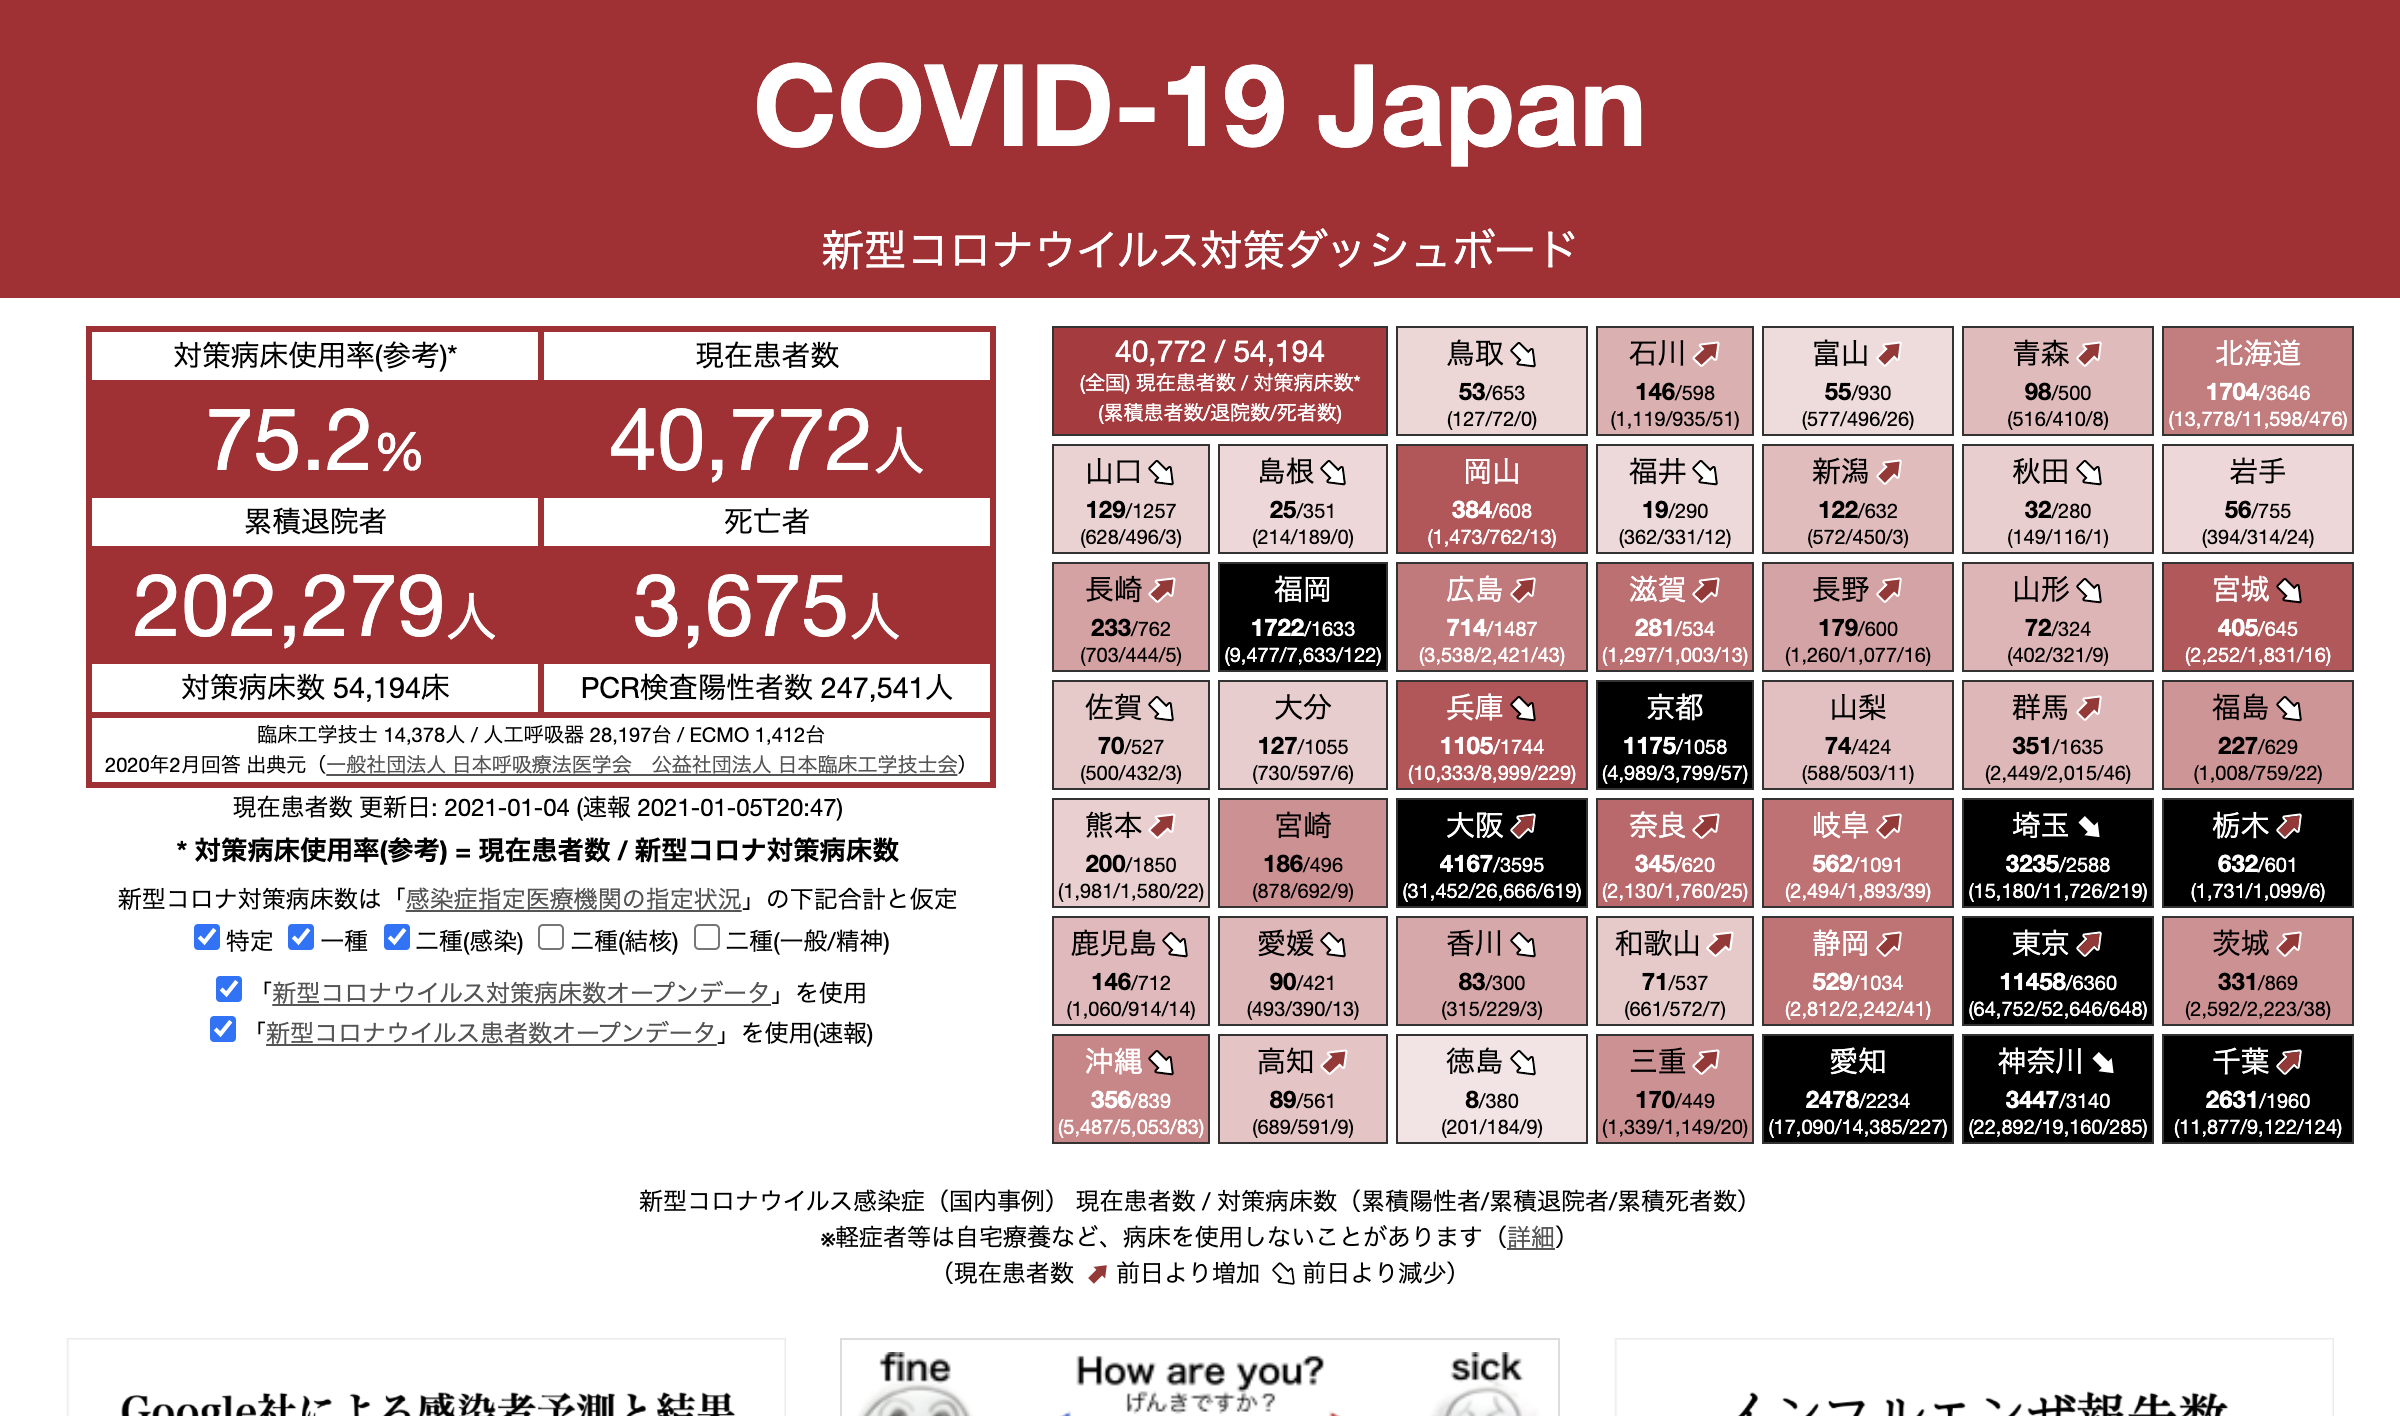 COVID-19 Japan
新型コロナウイルス対策ダッシュボード
対策病床使用率(参考)*
現在患者数
75.2%
40,772人
累積退院者
死亡者
202,279人
3,675人
対策病床数 54,194床
PCR検査陽性者数 247,541人
臨床工学技士 14,378人 / 人工呼吸器 28,197台 / ECMO 1,412台
2020年2月回答 出典元（一般社団法人 日本呼吸療法医学会　公益社団法人 日本臨床工学技士会）
現在患者数 更新日: 2021-01-04 (速報 2021-01-05T20:47)
* 対策病床使用率(参考) = 現在患者数 / 新型コロナ対策病床数
新型コロナ対策病床数は「感染症指定医療機関の指定状況」の下記合計と仮定
特定 一種 二種(感染) 二種(結核) 二種(一般/精神)
「新型コロナウイルス対策病床数オープンデータ」を使用
「新型コロナウイルス患者数オープンデータ」を使用(速報)
40,772 / 54,194
(全国) 現在患者数 / 対策病床数*
(累積患者数/退院数/死者数)
鳥取
53/653
(127/72/0)
石川
146/598
(1,119/935/51)
富山
55/930
(577/496/26)
青森
98/500
(516/410/8)
北海道
1704/3646
(13,778/11,598/476)
山口
129/1257
(628/496/3)
島根
25/351
(214/189/0)
岡山
384/608
(1,473/762/13)
福井
19/290
(362/331/12)
新潟
122/632
(572/450/3)
秋田
32/280
(149/116/1)
岩手
56/755
(394/314/24)
長崎
233/762
(703/444/5)
福岡
1722/1633
(9,477/7,633/122)
広島
714/1487
(3,538/2,421/43)
滋賀
281/534
(1,297/1,003/13)
長野
179/600
(1,260/1,077/16)
山形
72/324
(402/321/9)
宮城
405/645
(2,252/1,831/16)
佐賀
70/527
(500/432/3)
大分
127/1055
(730/597/6)
兵庫
1105/1744
(10,333/8,999/229)
京都
1175/1058
(4,989/3,799/57)
山梨
74/424
(588/503/11)
群馬
351/1635
(2,449/2,015/46)
福島
227/629
(1,008/759/22)
熊本
200/1850
(1,981/1,580/22)
宮崎
186/496
(878/692/9)
大阪
4167/3595
(31,452/26,666/619)
奈良
345/620
(2,130/1,760/25)
岐阜
562/1091
(2,494/1,893/39)
埼玉
3235/2588
(15,180/11,726/219)
栃木
632/601
(1,731/1,099/6)
鹿児島
146/712
(1,060/914/14)
愛媛
90/421
(493/390/13)
香川
83/300
(315/229/3)
和歌山
71/537
(661/572/7)
静岡
529/1034
(2,812/2,242/41)
東京
11458/6360
(64,752/52,646/648)
茨城
331/869
(2,592/2,223/38)
沖縄
356/839
(5,487/5,053/83)
高知
89/561
(689/591/9)
徳島
8/380
(201/184/9)
三重
170/449
(1,339/1,149/20)
愛知
2478/2234
(17,090/14,385/227)
神奈川
3447/3140
(22,892/19,160/285)
千葉
2631/1960
(11,877/9,122/124)
新型コロナウイルス感染症（国内事例） 現在患者数 / 対策病床数（累積陽性者/累積退院者/累積死者数）
※軽症者等は自宅療養など、病床を使用しないことがあります（詳細）
（現在患者数 前日より増加 前日より減少）
Google社による感染者予測と結果
fine
How are you?
げんきですか？
sick
インフルエンザ報告数